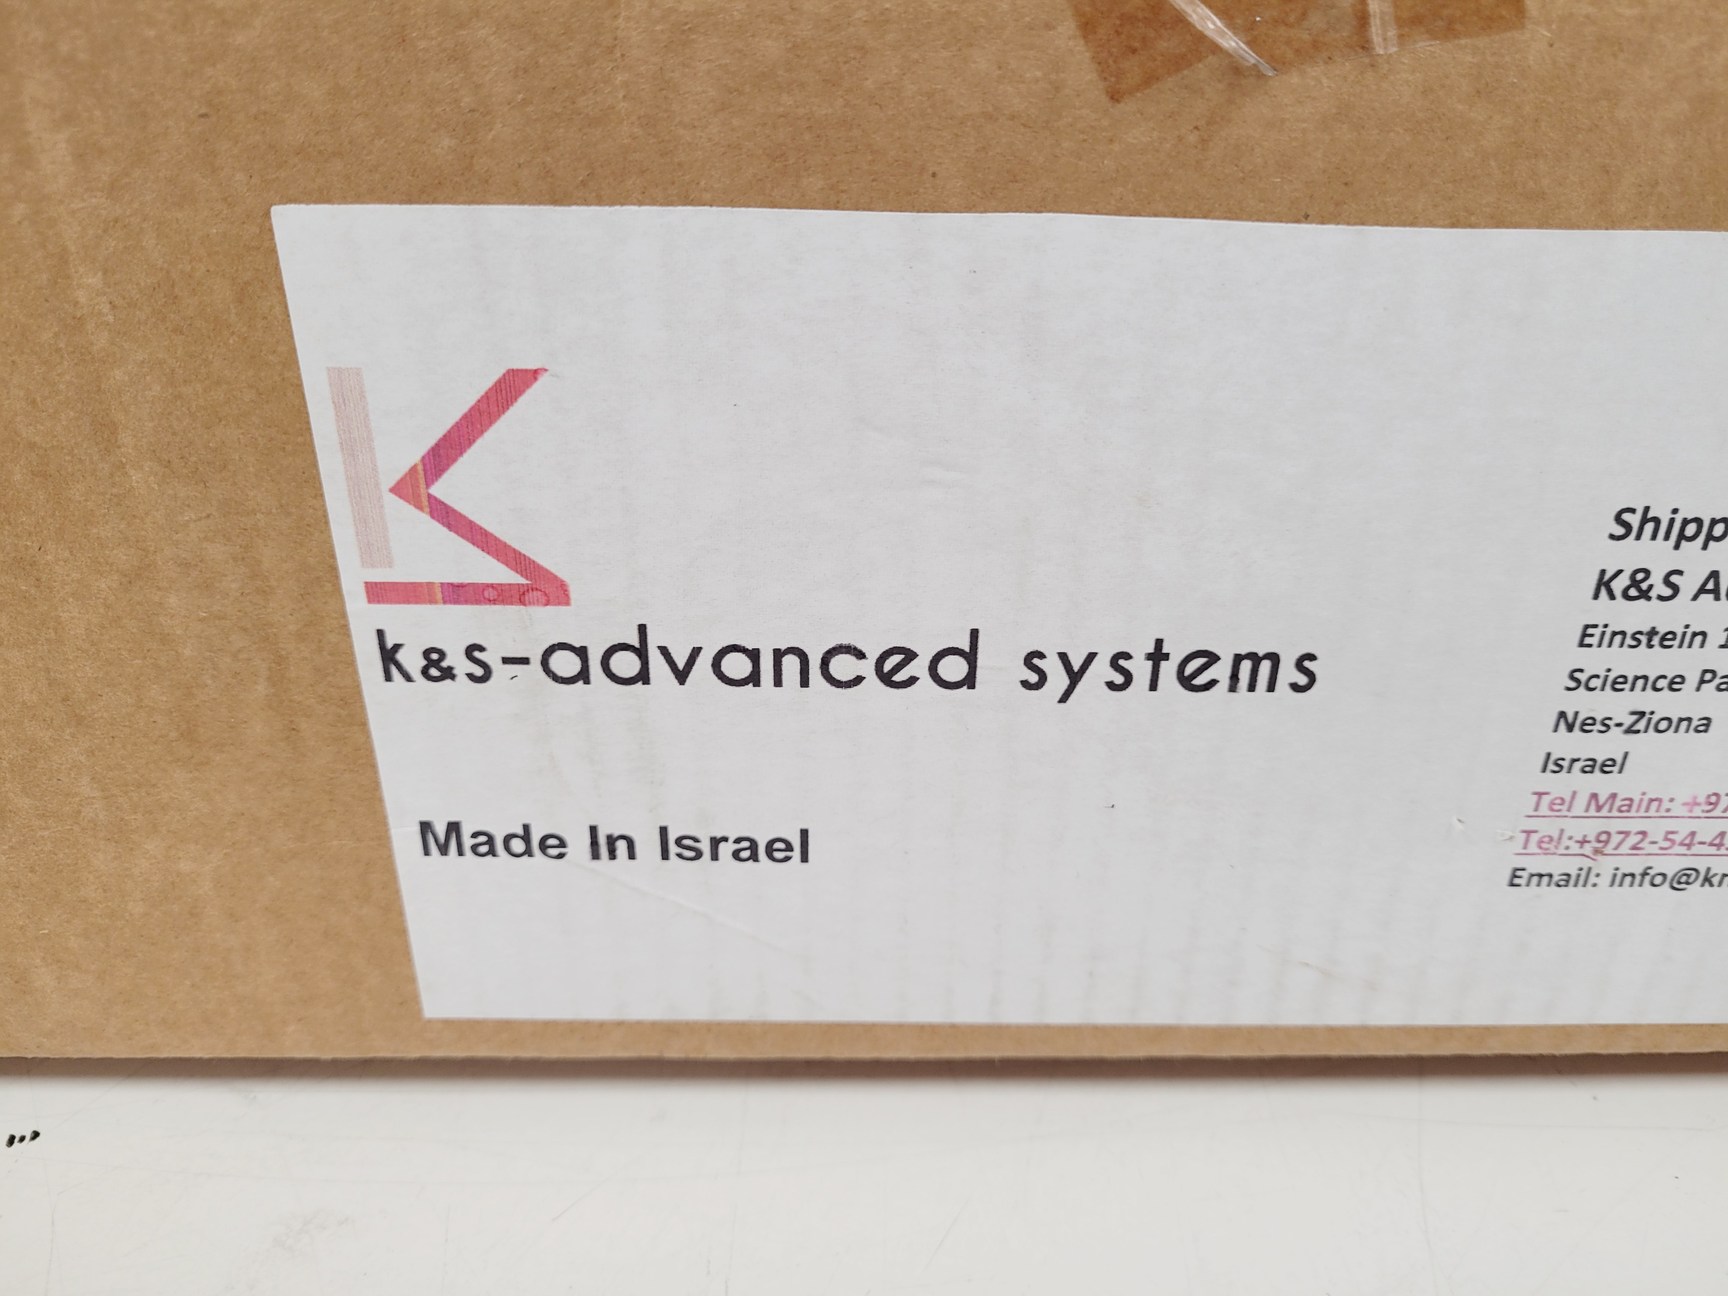 k&s-advanced systems
Made In Israel
Shipp
K&S A
Einstein 1
Science Pa
Nes-Ziona
Israel
Tel Main: +97
Tel:+972-54-4
Email: info@k